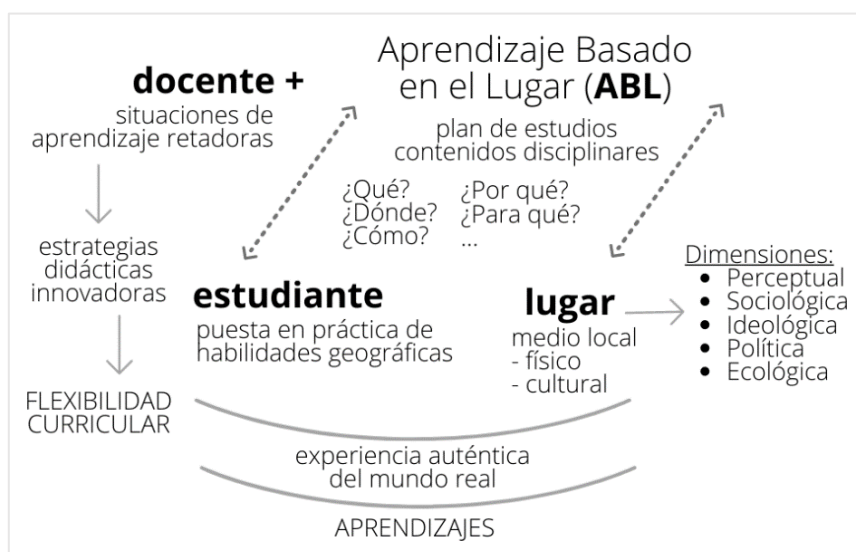 docente +
situaciones de
aprendizaje retadoras
estrategias
didácticas
innovadoras
FLEXIBILIDAD
CURRICULAR
Aprendizaje Basado
en el Lugar (ABL)
plan de estudios
contenidos disciplinares
¿Qué? ¿Por qué?
¿Dónde? ¿Para qué?
¿Cómo? ...
estudiante
puesta en práctica de
habilidades geográficas
lugar
medio local
- físico
- cultural
Dimensiones:
• Perceptual
• Sociológica
• Ideológica
• Política
• Ecológica
experiencia auténtica
del mundo real
APRENDIZAJES